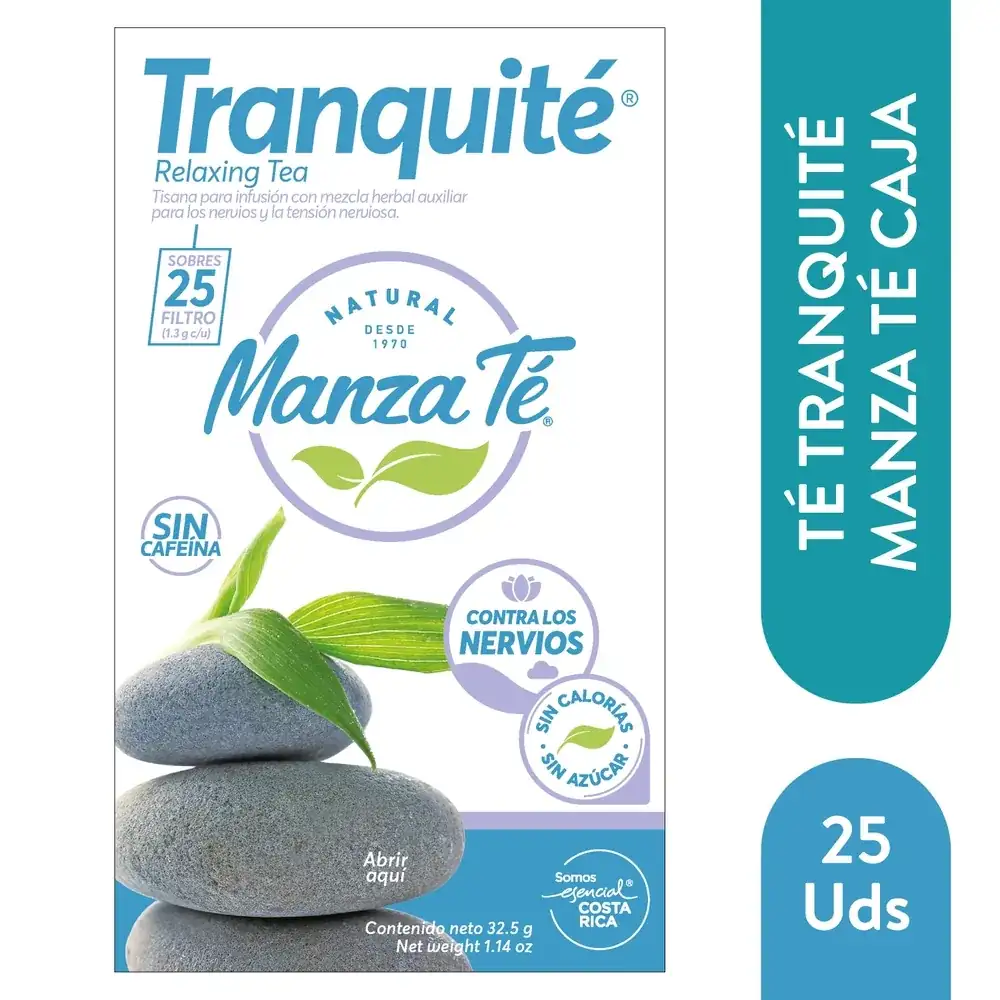 Tranquité®
Relaxing Tea
Tisana para infusión con mezcla herbal auxiliar
para los nervios y la tensión nerviosa.
SOBRES
25
FILTRO
(1.3 g c/u)
NATURAL
DESDE
1970
Manza Té®
SIN
CAFEÍNA
CONTRA LOS
NERVIOS
SIN CALORÍAS
• SIN AZÚCAR •
Abrir
aquí
Contenido neto 32.5 g
Net weight 1.14 oz
Somos
esencial®
COSTA
RICA
TÉ TRANQUITÉ
MANZA TÉ CAJA
25
Uds